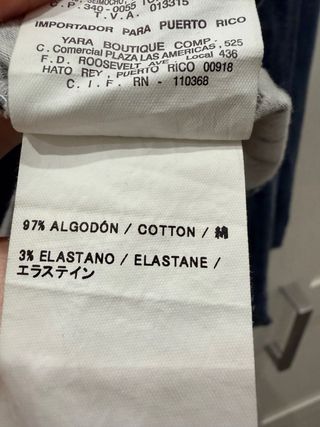 C.P. 340-0055
T.V.A. 013315
IMPORTADOR PARA PUERTO RICO
YARA BOUTIQUE COMP.
C. Comercial PLAZA LAS AMERICAS, 525
F.D. ROOSEVELT AVE. Local 436
HATO REY, PUERTO RICO 00918
C.I.F. RN - 110368
97% ALGODÓN / COTTON / 綿
3% ELASTANO / ELASTANE /
エラステイン